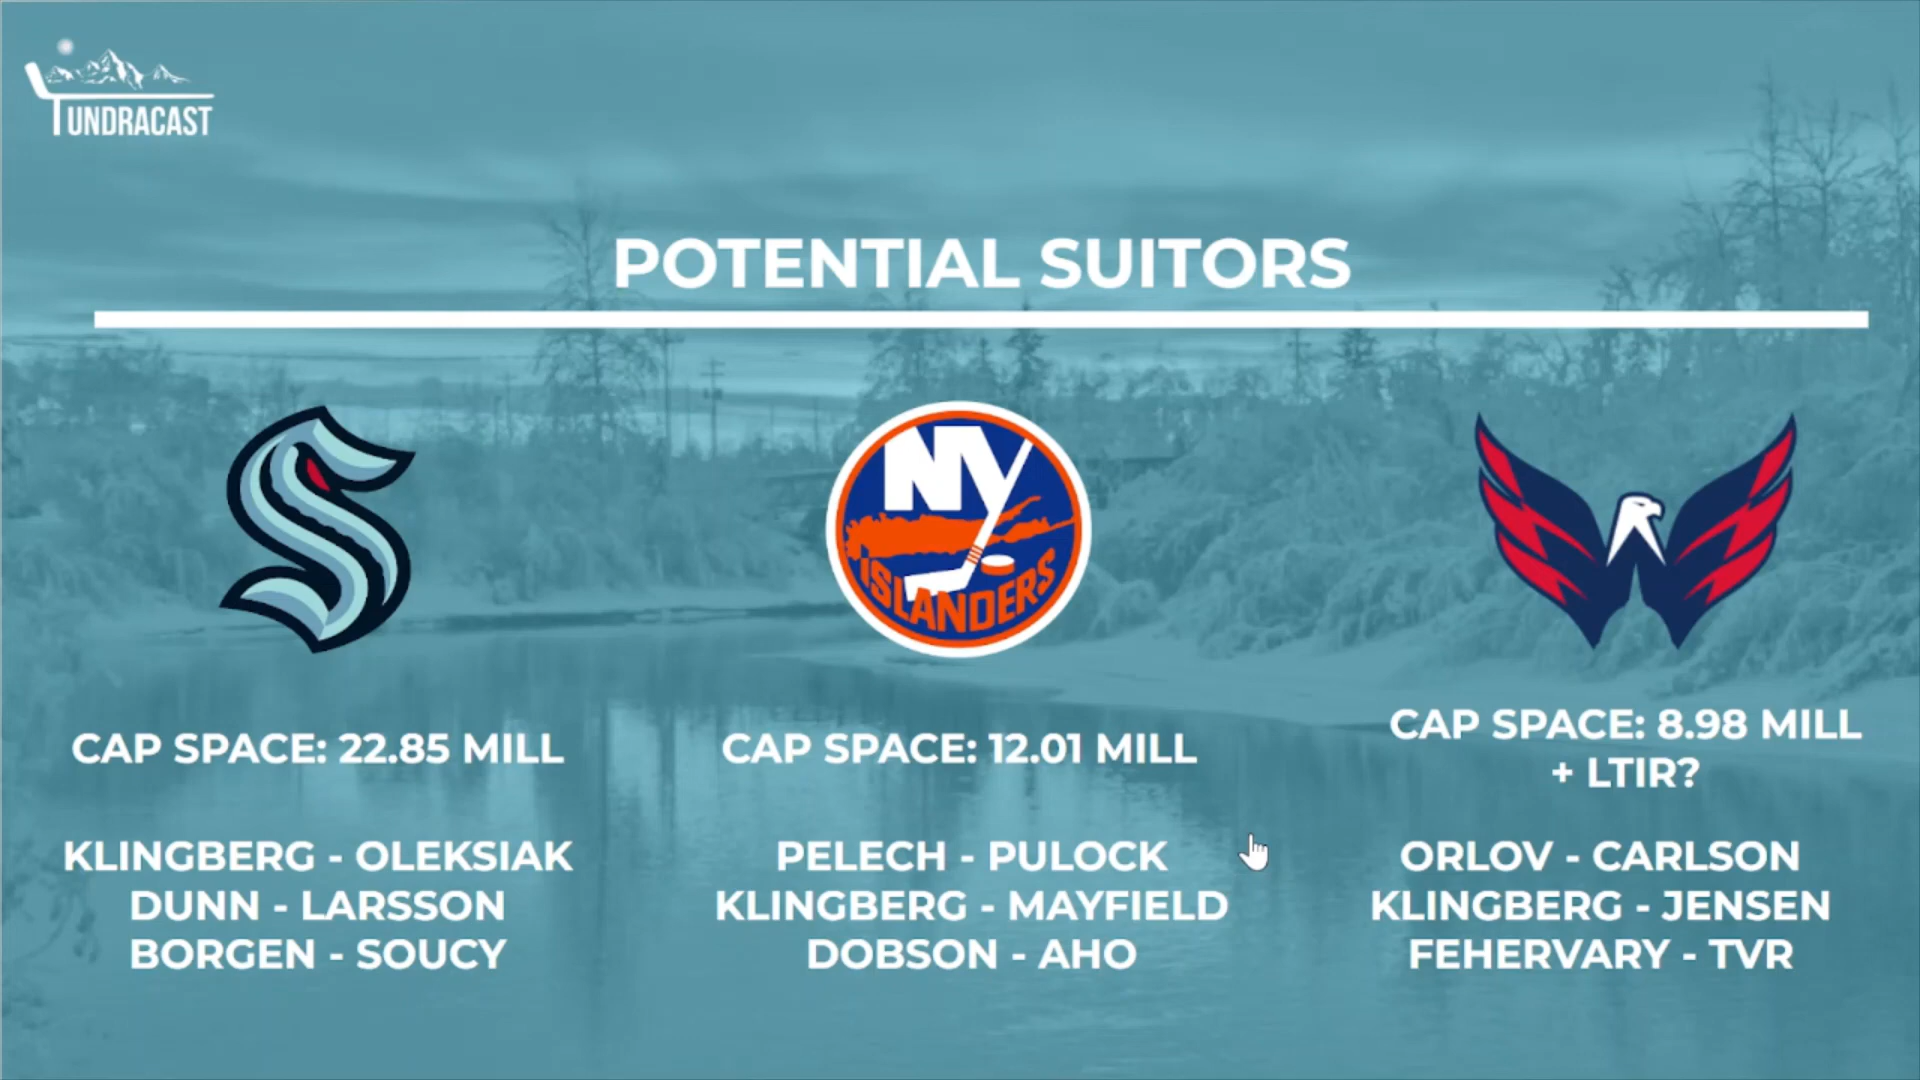 TUNDRACAST
POTENTIAL SUITORS
NY
ISLANDERS
CAP SPACE: 22.85 MILL
KLINGBERG - OLEKSIAK
DUNN - LARSSON
BORGEN - SOUCY
CAP SPACE: 12.01 MILL
PELECH - PULOCK
KLINGBERG - MAYFIELD
DOBSON - AHO
CAP SPACE: 8.98 MILL
+ LTIR?
ORLOV - CARLSON
KLINGBERG - JENSEN
FEHERVARY - TVR